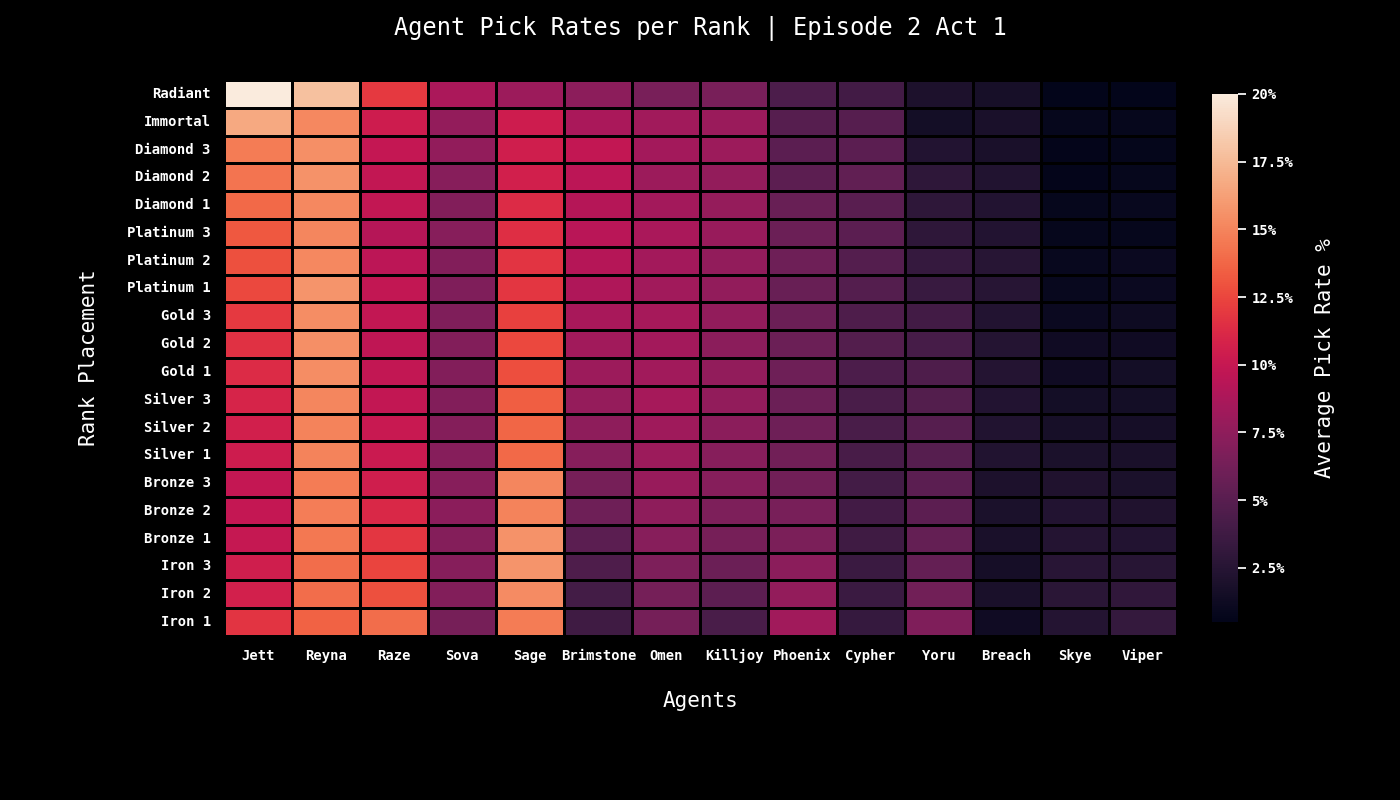 Agent Pick Rates per Rank | Episode 2 Act 1
Rank Placement
Radiant
Immortal
Diamond 3
Diamond 2
Diamond 1
Platinum 3
Platinum 2
Platinum 1
Gold 3
Gold 2
Gold 1
Silver 3
Silver 2
Silver 1
Bronze 3
Bronze 2
Bronze 1
Iron 3
Iron 2
Iron 1
Jett Reyna Raze Sova Sage Brimstone Omen Killjoy Phoenix Cypher Yoru Breach Skye Viper
Agents
20%
17.5%
15%
12.5%
10%
7.5%
5%
2.5%
Average Pick Rate %